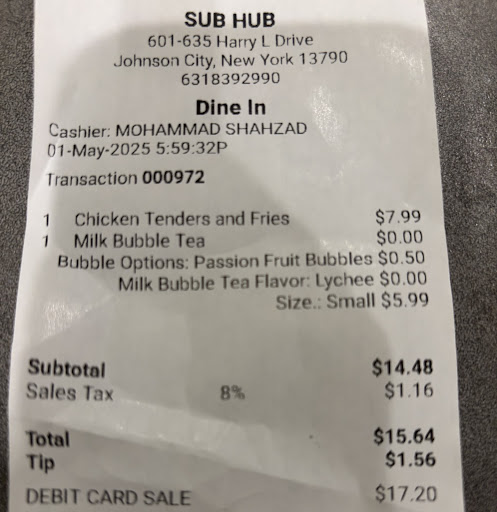 SUB HUB
601-635 Harry L Drive
Johnson City, New York 13790
6318392990
Dine In
Cashier: MOHAMMAD SHAHZAD
01-May-2025 5:59:32P
Transaction 000972
1 Chicken Tenders and Fries $7.99
1 Milk Bubble Tea $0.00
Bubble Options: Passion Fruit Bubbles $0.50
Milk Bubble Tea Flavor: Lychee $0.00
Size.: Small $5.99
Subtotal $14.48
Sales Tax 8% $1.16
Total $15.64
Tip $1.56
DEBIT CARD SALE $17.20